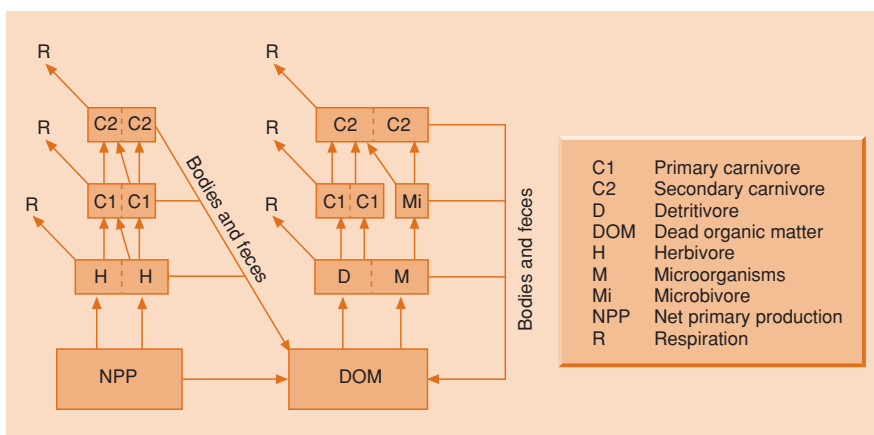 R
C2 C2
R
C1 C1
R
H H
NPP
Bodies and feces
R
C2 C2
R
C1 C1
Mi
R
D M
DOM
Bodies and feces
C1 Primary carnivore
C2 Secondary carnivore
D Detritivore
DOM Dead organic matter
H Herbivore
M Microorganisms
Mi Microbivore
NPP Net primary production
R Respiration